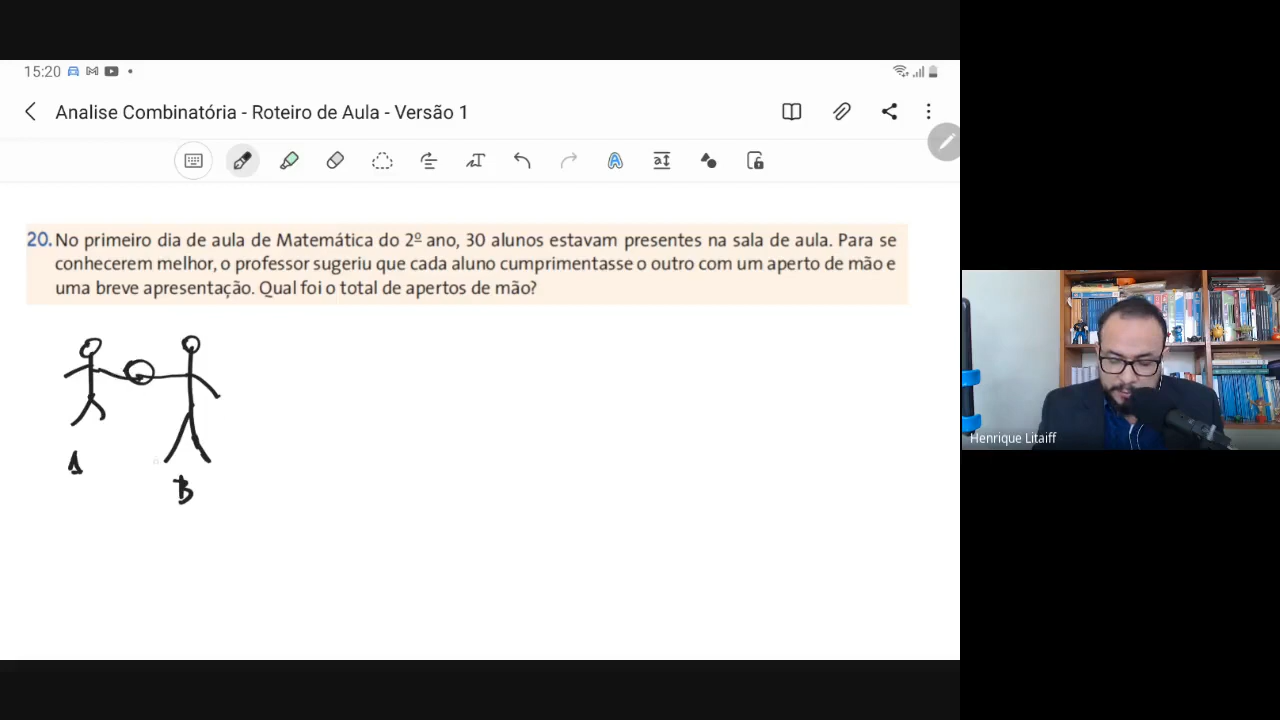 15:20
Analise Combinatória - Roteiro de Aula - Versão 1
20. No primeiro dia de aula de Matemática do 2º ano, 30 alunos estavam presentes na sala de aula. Para se
conhecerem melhor, o professor sugeriu que cada aluno cumprimentasse o outro com um aperto de mão e
uma breve apresentação. Qual foi o total de apertos de mão?
A
B
Henrique Litaiff